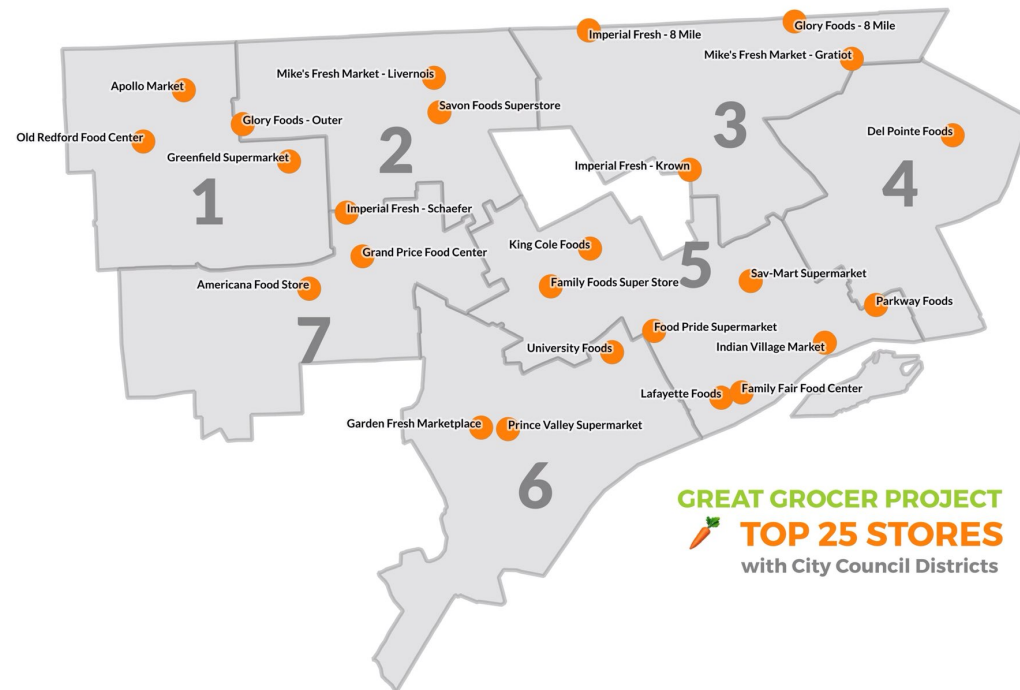 Glory Foods - 8 Mile
Imperial Fresh - 8 Mile
Mike's Fresh Market - Gratiot
Mike's Fresh Market - Livernois
Apollo Market
Savon Foods Superstore
Glory Foods - Outer
3
Del Pointe Foods
Old Redford Food Center
2
Greenfield Supermarket
Imperial Fresh - Krown
4
1
Imperial Fresh - Schaefer
King Cole Foods
Grand Price Food Center
5
Sav-Mart Supermarket
Americana Food Store
Family Foods Super Store
Parkway Foods
Food Pride Supermarket
7
University Foods
Indian Village Market
Lafayette Foods
Family Fair Food Center
Garden Fresh Marketplace
Prince Valley Supermarket
6
GREAT GROCER PROJECT
TOP 25 STORES
with City Council Districts